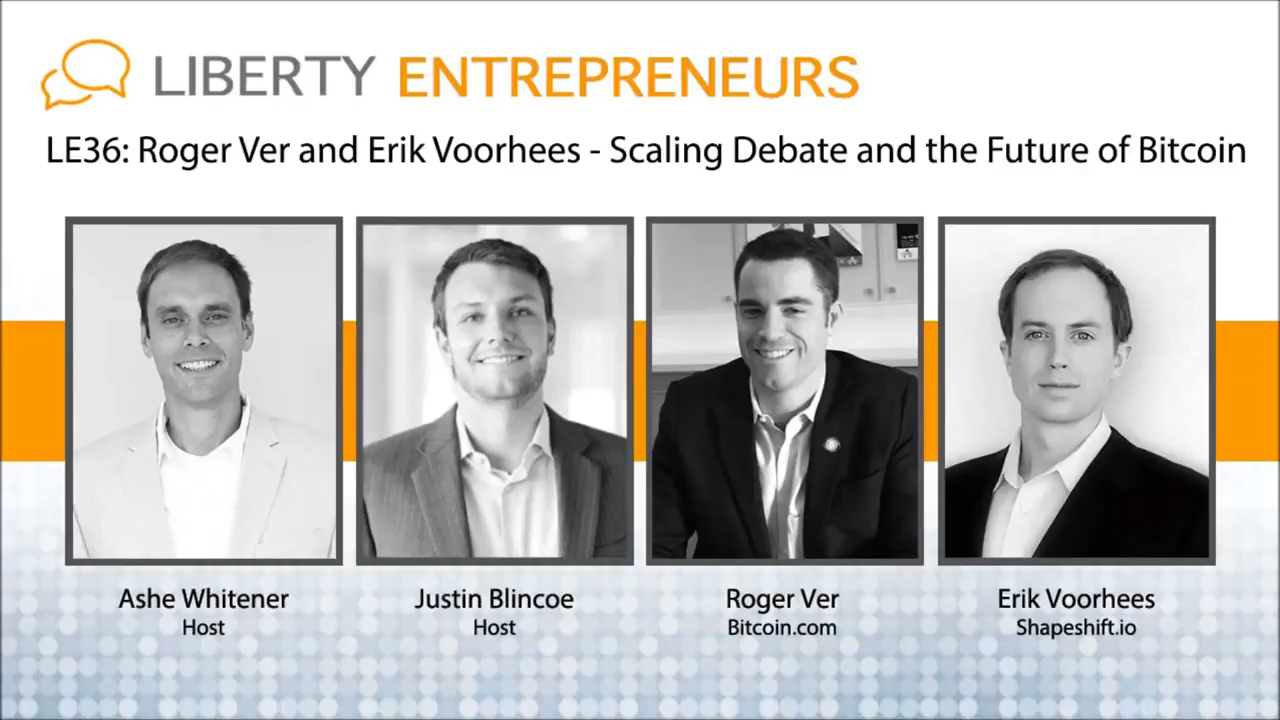 LIBERTY ENTREPRENEURS
LE36: Roger Ver and Erik Voorhees - Scaling Debate and the Future of Bitcoin
Ashe Whitener
Host
Justin Blincoe
Host
Roger Ver
Bitcoin.com
Erik Voorhees
Shapeshift.io